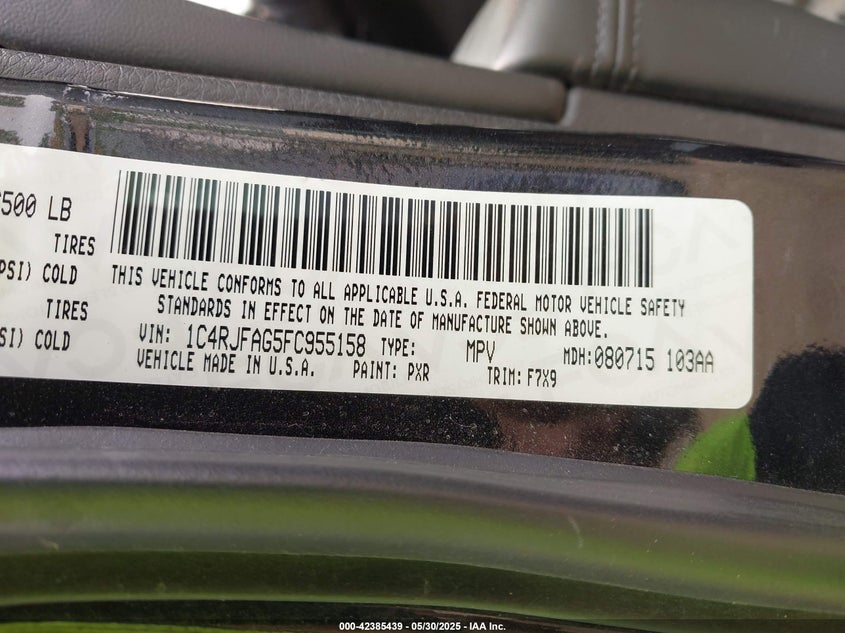 500 LB
TIRES
PSI) COLD
TIRES
SI) COLD
THIS VEHICLE CONFORMS TO ALL APPLICABLE U.S.A. FEDERAL MOTOR VEHICLE SAFETY
STANDARDS IN EFFECT ON THE DATE OF MANUFACTURE SHOWN ABOVE.
VIN: 1C4RJFAG5FC955158 TYPE: MPV MDH: 080715 103AA
VEHICLE MADE IN U.S.A. PAINT: PXR TRIM: F7X9
000-42385439 - 05/30/2025 - IAA Inc.